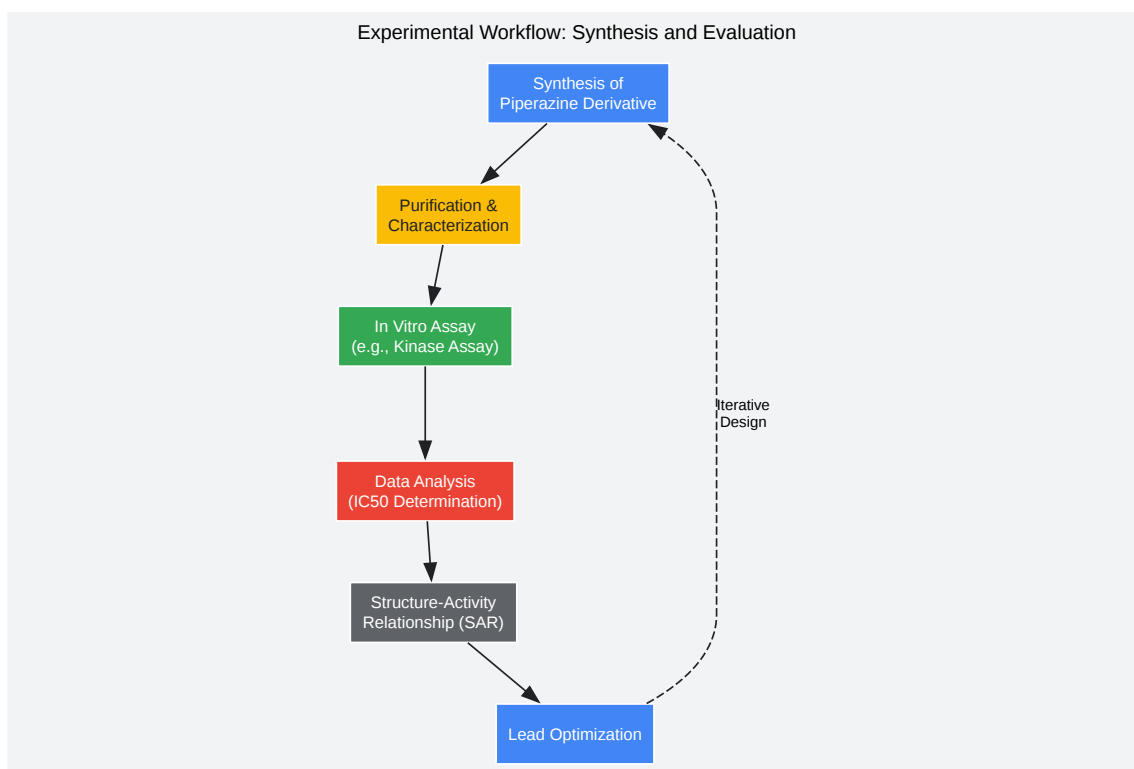 Experimental Workflow: Synthesis and Evaluation
Synthesis of
Piperazine Derivative
Purification &
Characterization
In Vitro Assay
(e.g., Kinase Assay)
Iterative
Design
Data Analysis
(IC50 Determination)
Structure-Activity
Relationship (SAR)
Lead Optimization